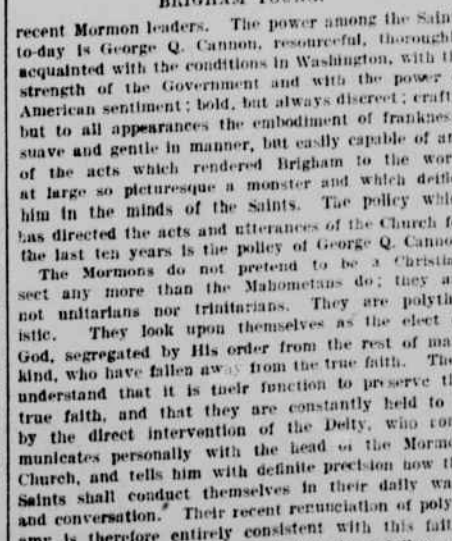 BRIGHAM YOUNG.
recent Mormon leaders. The power among the Sain
to-day is George Q. Cannon, resourceful, thorough
acquainted with the conditions in Washington, with t
strength of the Government and with the power
American sentiment; bold, but always discreet; craft
but to all appearances the embodiment of franknes
suave and gentle in manner, but easily capable of an
of the acts which rendered Brigham to the wor
at large so picturesque a monster and which deifie
him in the minds of the Saints. The policy whic
has directed the acts and utterances of the Church f
the last ten years is the policy of George Q. Canno
The Mormons do not pretend to be a Christia
sect any more than the Mahometans do; they a
not unitarians nor trinitarians. They are polyth
istic. They look upon themselves as the elect
God, segregated by His order from the rest of ma
kind, who have fallen away from the true faith. The
understand that it is their function to preserve t
true faith, and that they are constantly held to
by the direct intervention of the Deity, who com
municates personally with the head of the Mormo
Church, and tells him with definite precision how t
Saints shall conduct themselves in their daily wa
and conversation. Their recent renunciation of poly
amy is therefore entirely consistent with this fait